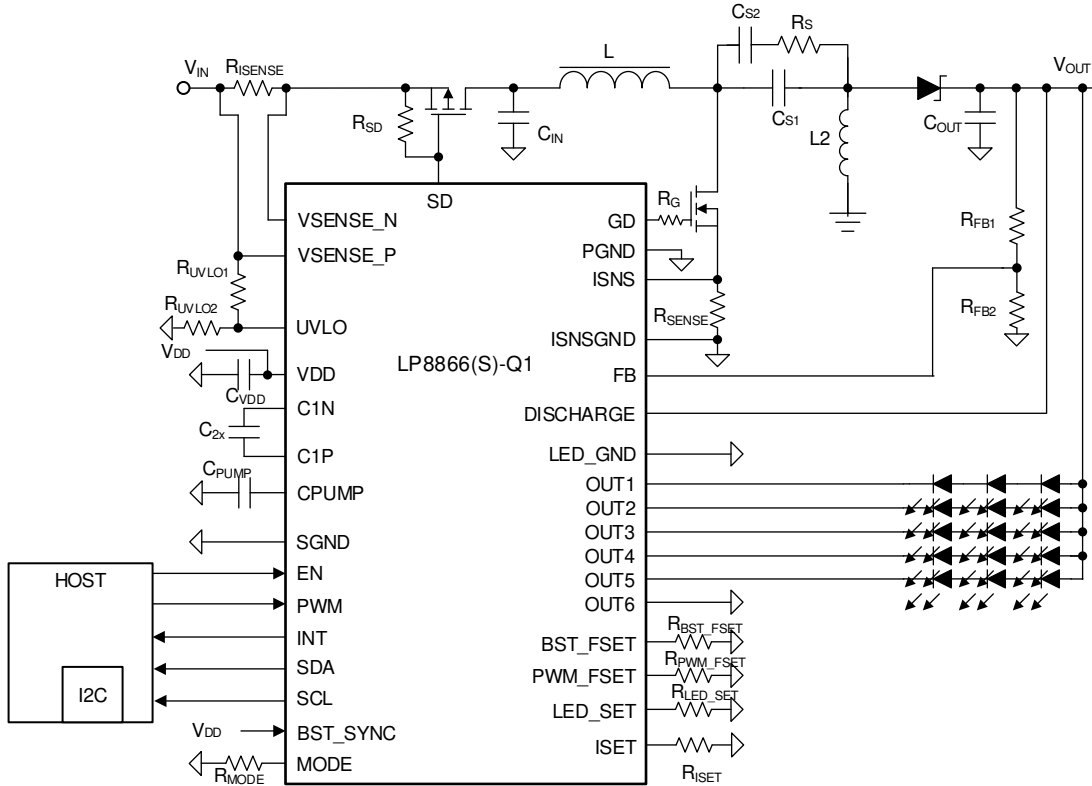 CS2
RS
VIN
RISENSE
L
VOUT
RSD
CIN
CS1
L2
COUT
SD
RG
VSENSE_N
GD
RFB1
VSENSE_P
PGND
RUVLO1
ISNS
RUVLO2
RSENSE
RFB2
UVLO
ISNSGND
VDD
LP8866(S)-Q1
VDD
FB
CVDD
C1N
DISCHARGE
C2x
C1P
LED_GND
CPUMP
OUT1
CPUMP
OUT2
OUT3
SGND
OUT4
HOST
EN
OUT5
PWM
OUT6
RBST_FSET
INT
BST_FSET
RPWM_FSET
SDA
PWM_FSET
I2C
RLED_SET
SCL
LED_SET
VDD
BST_SYNC
ISET
MODE
RMODE
RISET